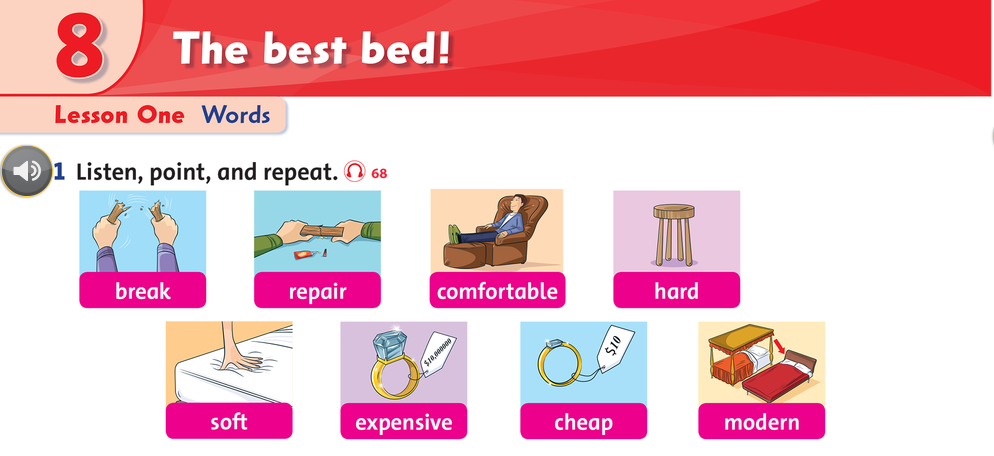 8
The best bed!
Lesson One Words
1 Listen, point, and repeat. 68
break repair comfortable hard
$10,000000 $10
soft expensive cheap modern